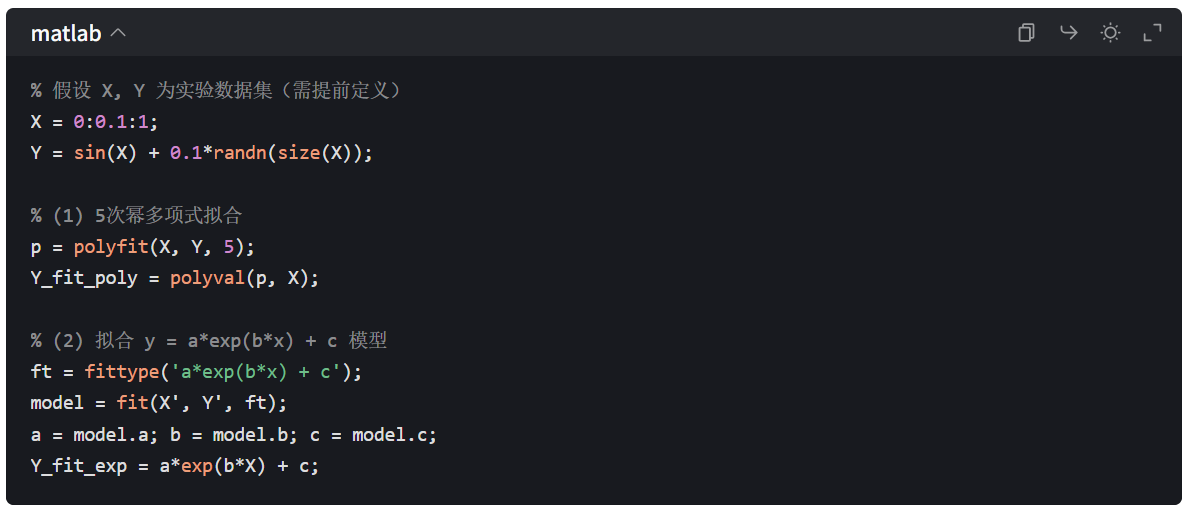 matlab
% 假设 X, Y 为实验数据集（需提前定义）
X = 0:0.1:1;
Y = sin(X) + 0.1*randn(size(X));
% (1) 5次幂多项式拟合
p = polyfit(X, Y, 5);
Y_fit_poly = polyval(p, X);
% (2) 拟合 y = a*exp(b*x) + c 模型
ft = fittype('a*exp(b*x) + c');
model = fit(X', Y', ft);
a = model.a; b = model.b; c = model.c;
Y_fit_exp = a*exp(b*X) + c;